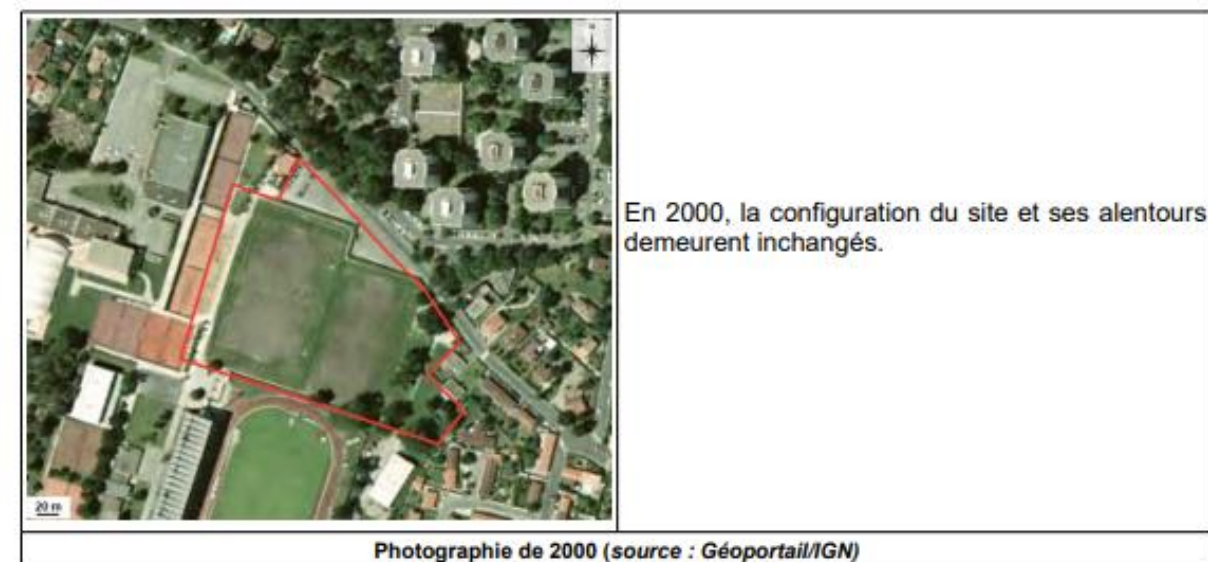 En 2000, la configuration du site et ses alentours
demeurent inchangés.
20 m
Photographie de 2000 (source : Géoportail/IGN)